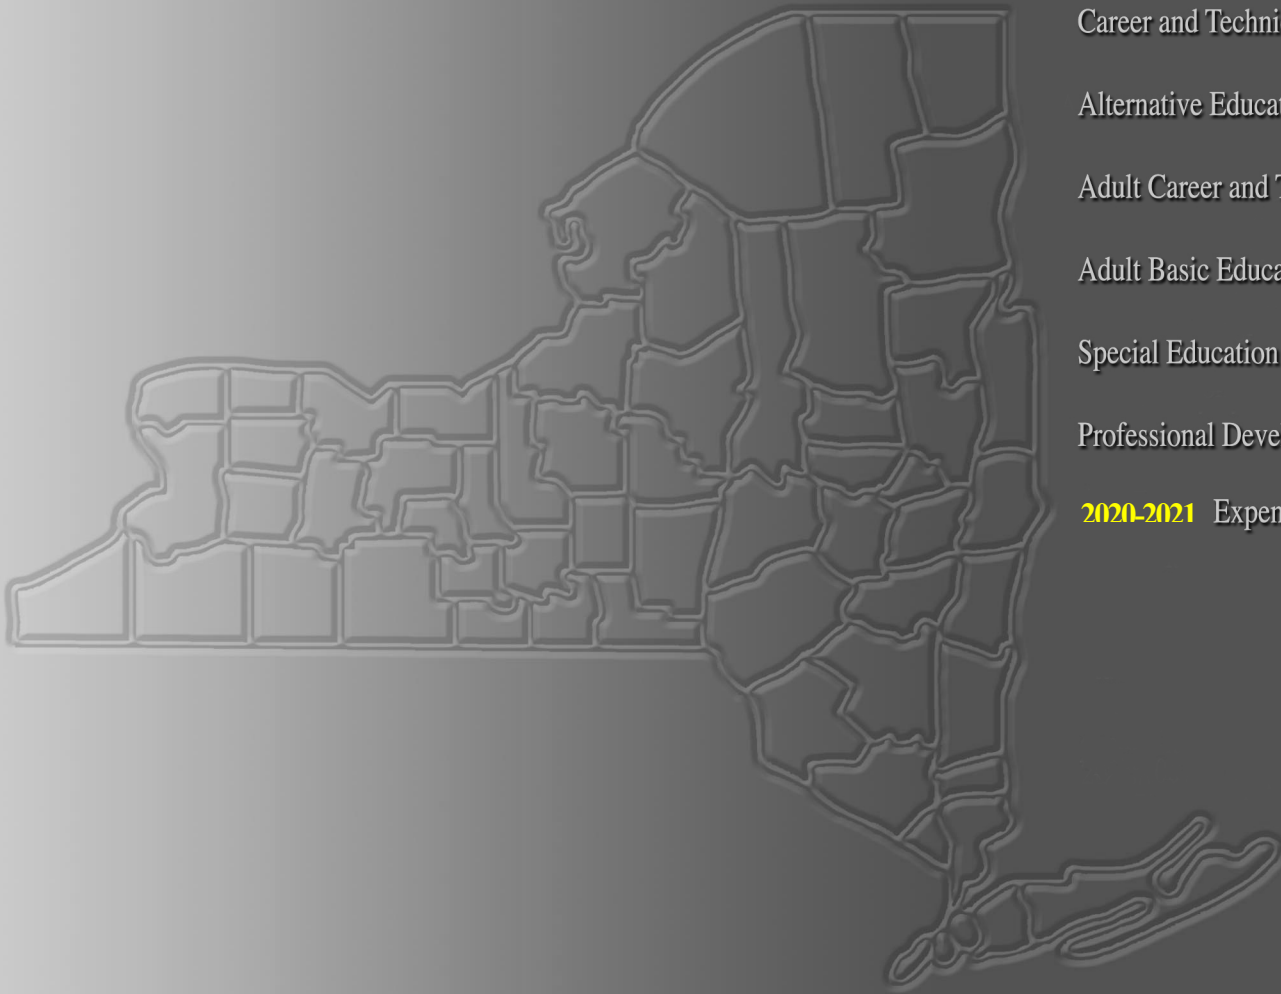 Career and Techni
Alternative Educa
Adult Career and T
Adult Basic Educa
Special Education
Professional Deve
2020-2021 Expen